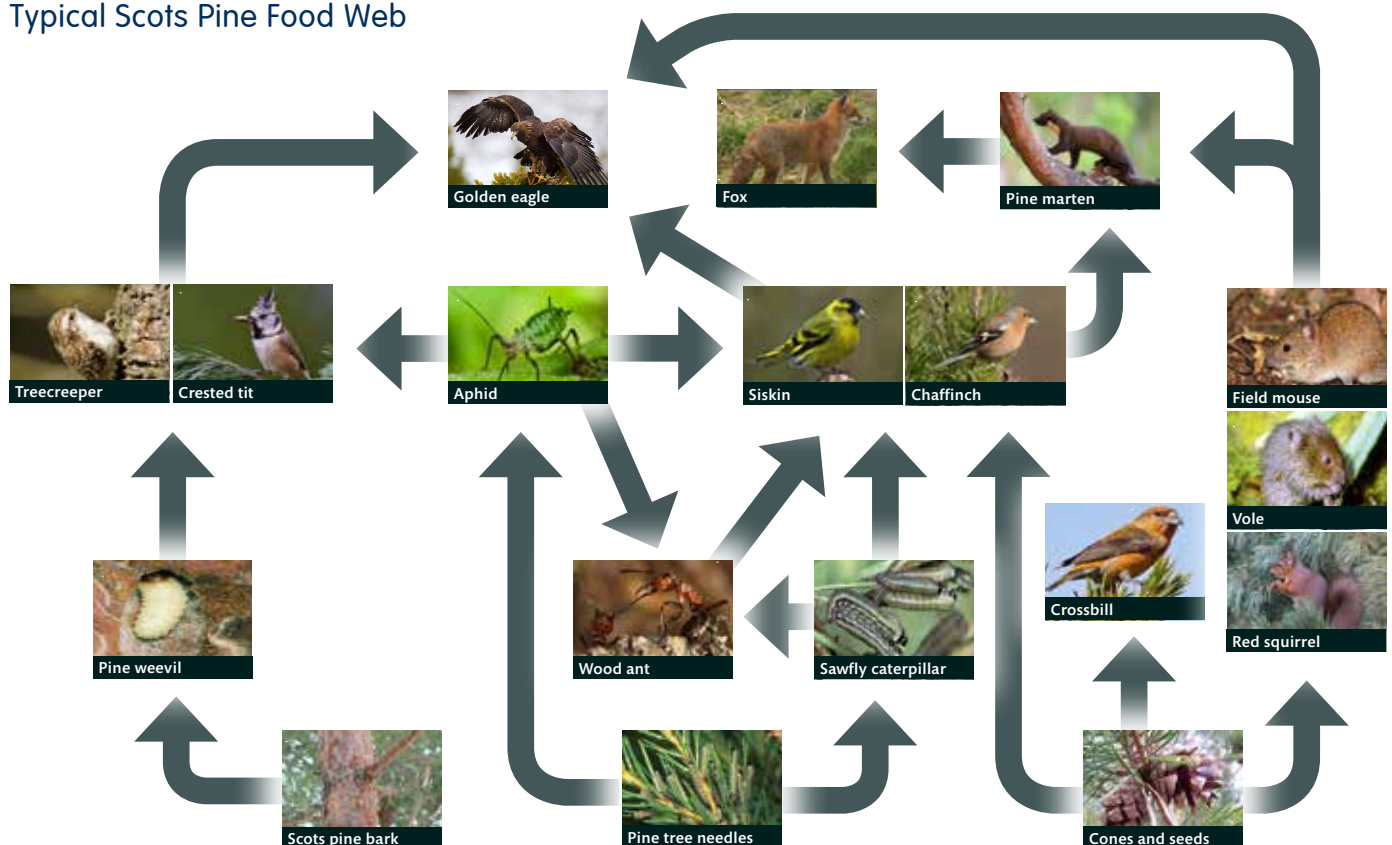 Typical Scots Pine Food Web
Golden eagle
Fox
Pine marten
Treecreeper
Crested tit
Aphid
Siskin
Chaffinch
Field mouse
Vole
Crossbill
Red squirrel
Pine weevil
Wood ant
Sawfly caterpillar
Scots pine bark
Pine tree needles
Cones and seeds